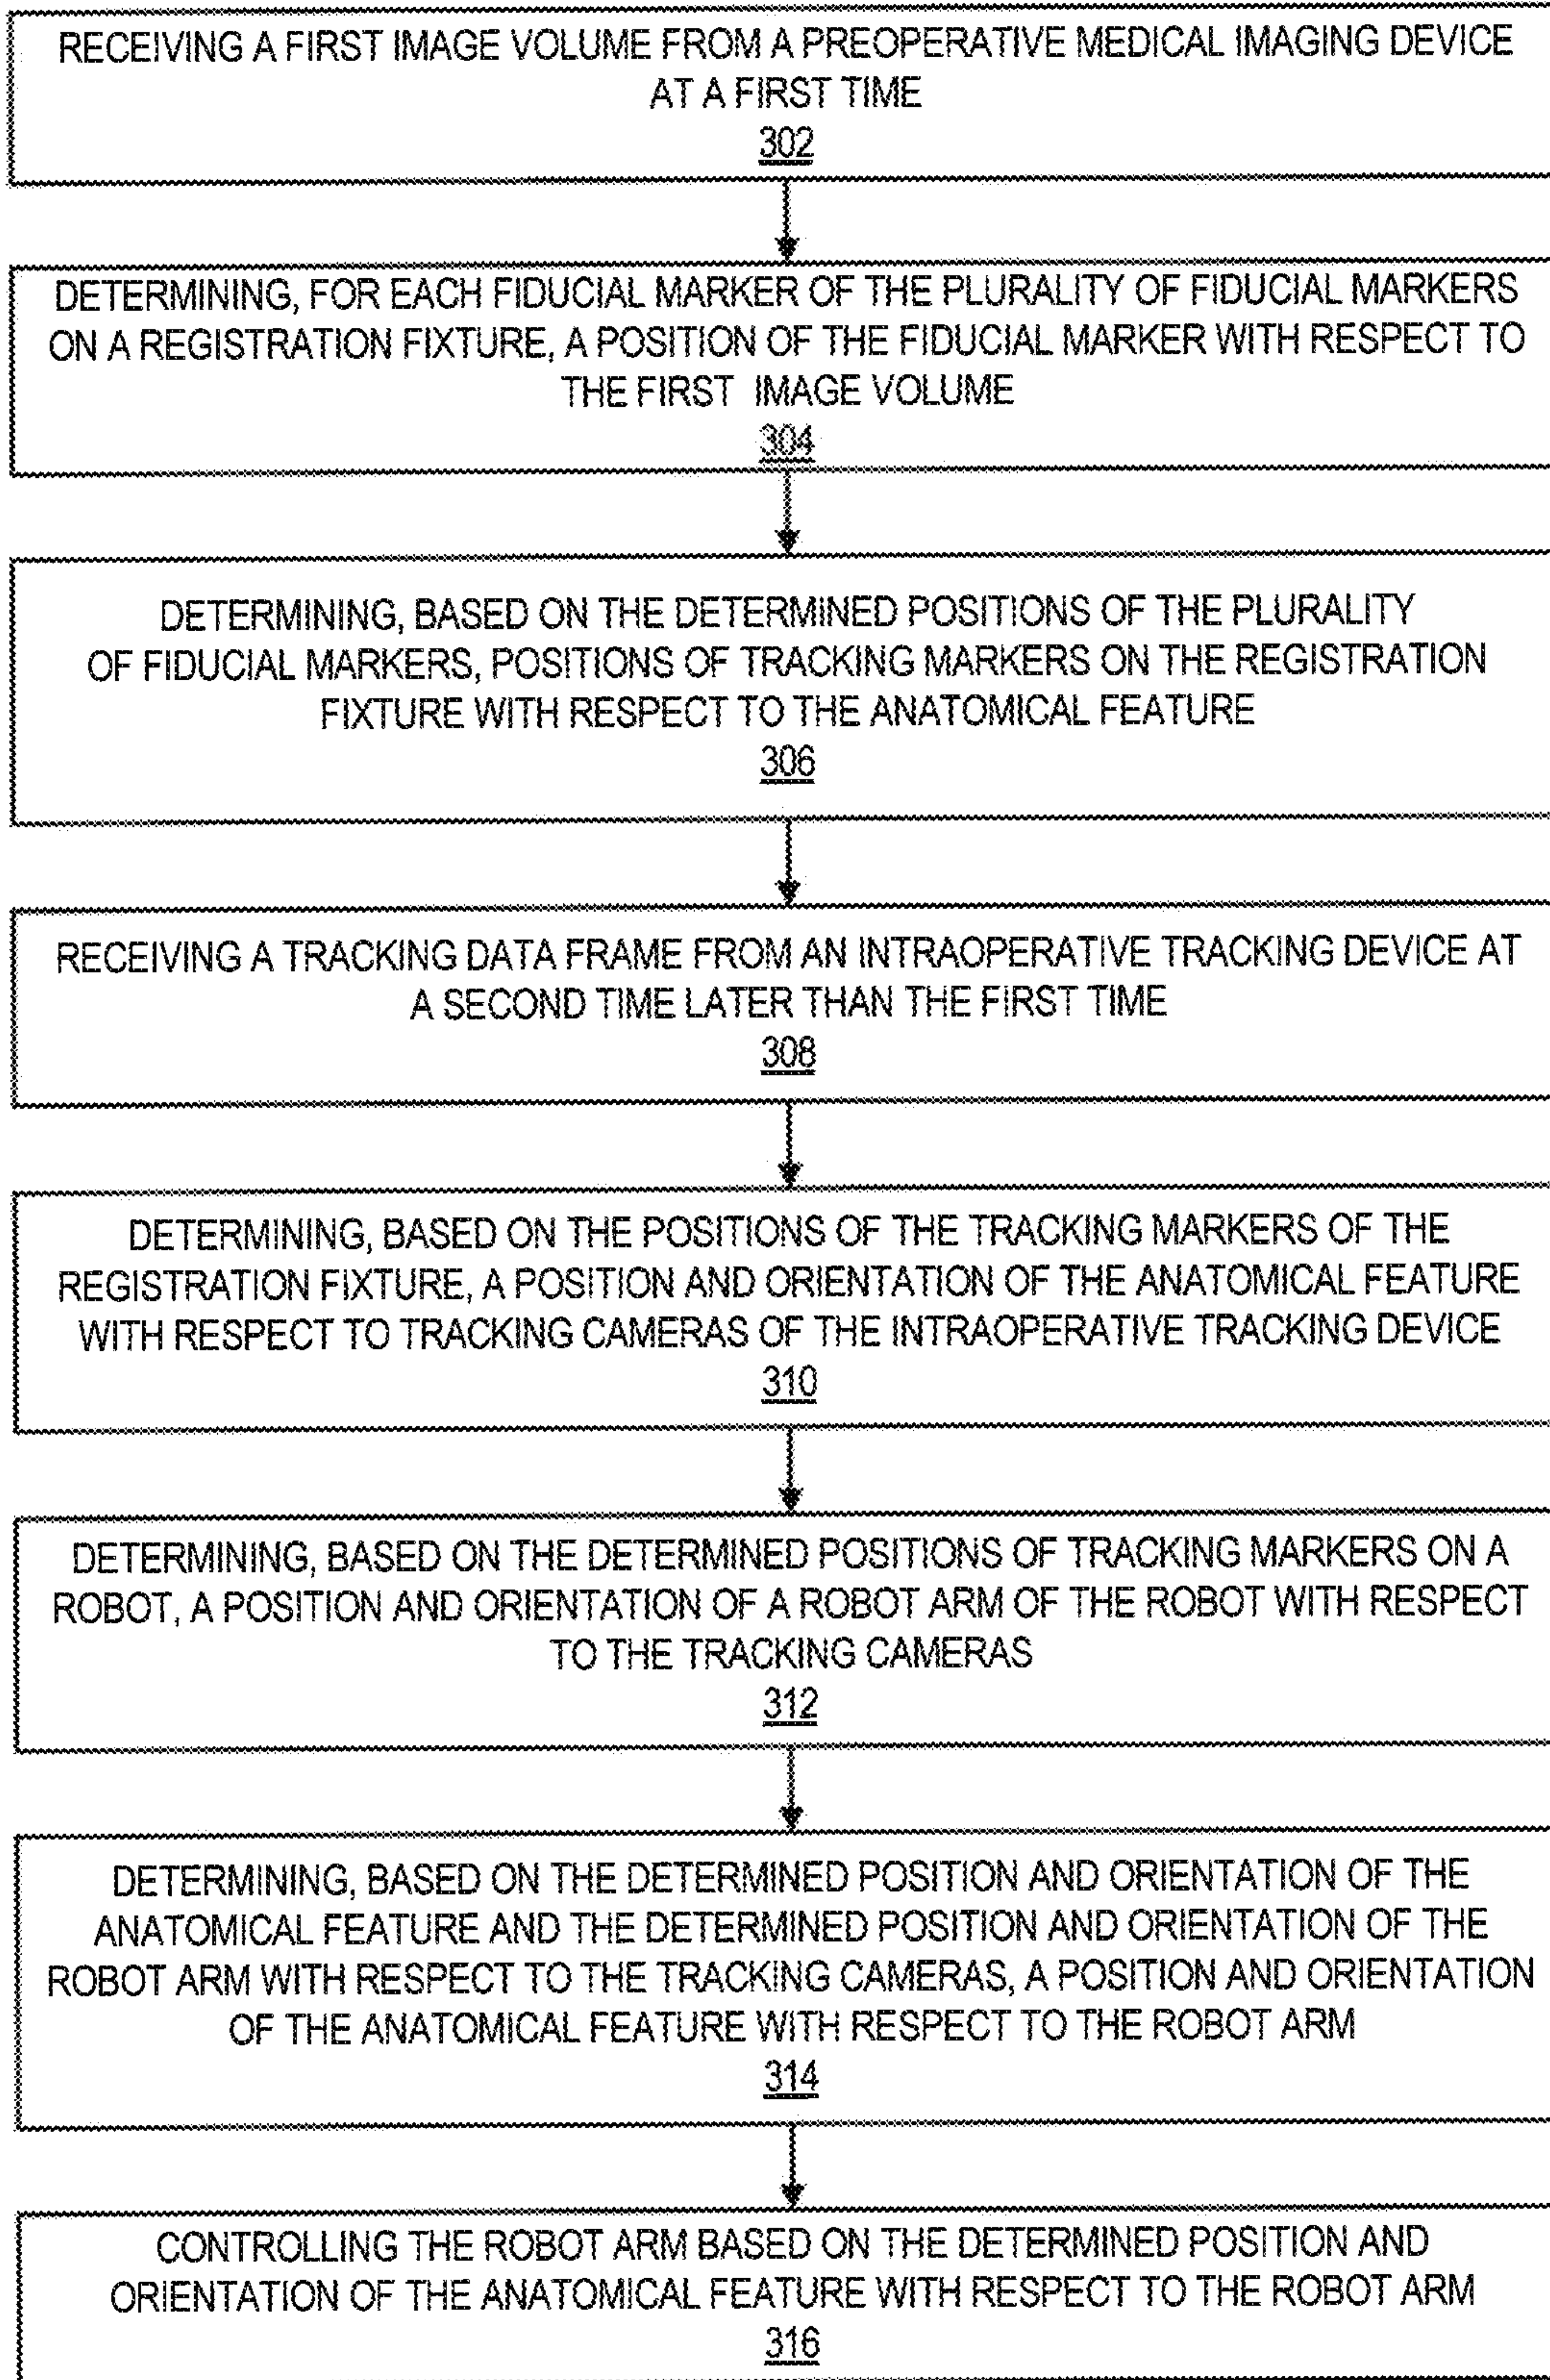 RECEIVING A FIRST IMAGE VOLUME FROM A PREOPERATIVE MEDICAL IMAGING DEVICE
AT A FIRST TIME
302
DETERMINING, FOR EACH FIDUCIAL MARKER OF THE PLURALITY OF FIDUCIAL MARKERS
ON A REGISTRATION FIXTURE, A POSITION OF THE FIDUCIAL MARKER WITH RESPECT TO
THE FIRST IMAGE VOLUME
304
DETERMINING, BASED ON THE DETERMINED POSITIONS OF THE PLURALITY
OF FIDUCIAL MARKERS, POSITIONS OF TRACKING MARKERS ON THE REGISTRATION
FIXTURE WITH RESPECT TO THE ANATOMICAL FEATURE
306
RECEIVING A TRACKING DATA FRAME FROM AN INTRAOPERATIVE TRACKING DEVICE AT
A SECOND TIME LATER THAN THE FIRST TIME
308
DETERMINING, BASED ON THE POSITIONS OF THE TRACKING MARKERS OF THE
REGISTRATION FIXTURE, A POSITION AND ORIENTATION OF THE ANATOMICAL FEATURE
WITH RESPECT TO TRACKING CAMERAS OF THE INTRAOPERATIVE TRACKING DEVICE
310
DETERMINING, BASED ON THE DETERMINED POSITIONS OF TRACKING MARKERS ON A
ROBOT, A POSITION AND ORIENTATION OF A ROBOT ARM OF THE ROBOT WITH RESPECT
TO THE TRACKING CAMERAS
312
DETERMINING, BASED ON THE DETERMINED POSITION AND ORIENTATION OF THE
ANATOMICAL FEATURE AND THE DETERMINED POSITION AND ORIENTATION OF THE
ROBOT ARM WITH RESPECT TO THE TRACKING CAMERAS, A POSITION AND ORIENTATION
OF THE ANATOMICAL FEATURE WITH RESPECT TO THE ROBOT ARM
314
CONTROLLING THE ROBOT ARM BASED ON THE DETERMINED POSITION AND
ORIENTATION OF THE ANATOMICAL FEATURE WITH RESPECT TO THE ROBOT ARM
316